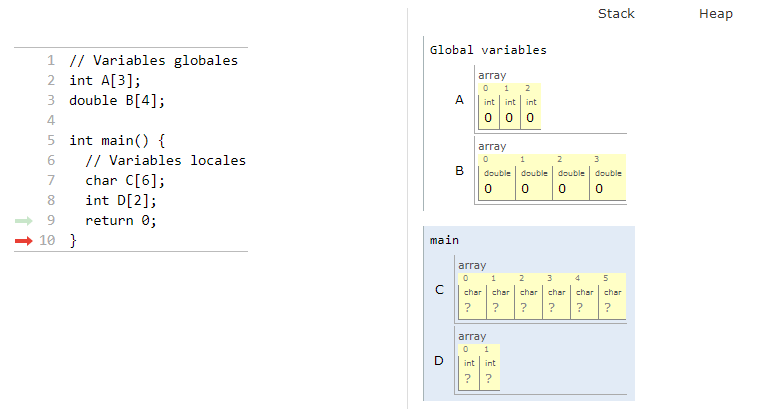 Stack Heap
1 // Variables globales
2 int A[3];
3 double B[4];
4
5 int main() {
6 // Variables locales
7 char C[6];
8 int D[2];
9 return 0;
10 }
Global variables
array
0 1 2
A
int int int
0 0 0
array
0 1 2 3
B
double double double double
0 0 0 0
main
array
0 1 2 3 4 5
C
char char char char char char
? ? ? ? ? ?
array
0 1
D
int int
? ?